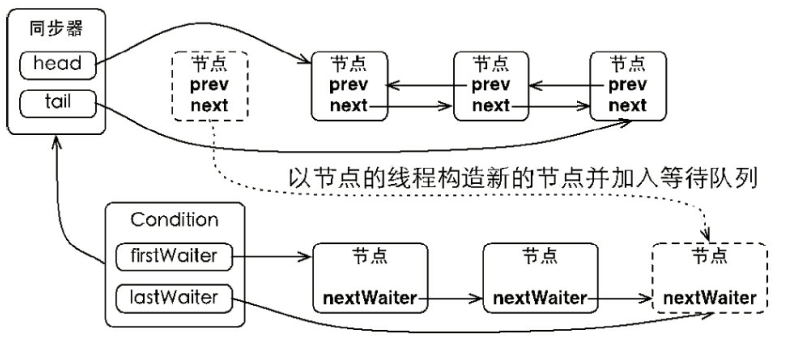 同步器
head
tail
节点
prev
next
节点
prev
next
节点
prev
next
节点
prev
next
以节点的线程构造新的节点并加入等待队列
Condition
firstWaiter
lastWaiter
节点
nextWaiter
节点
nextWaiter
节点
nextWaiter